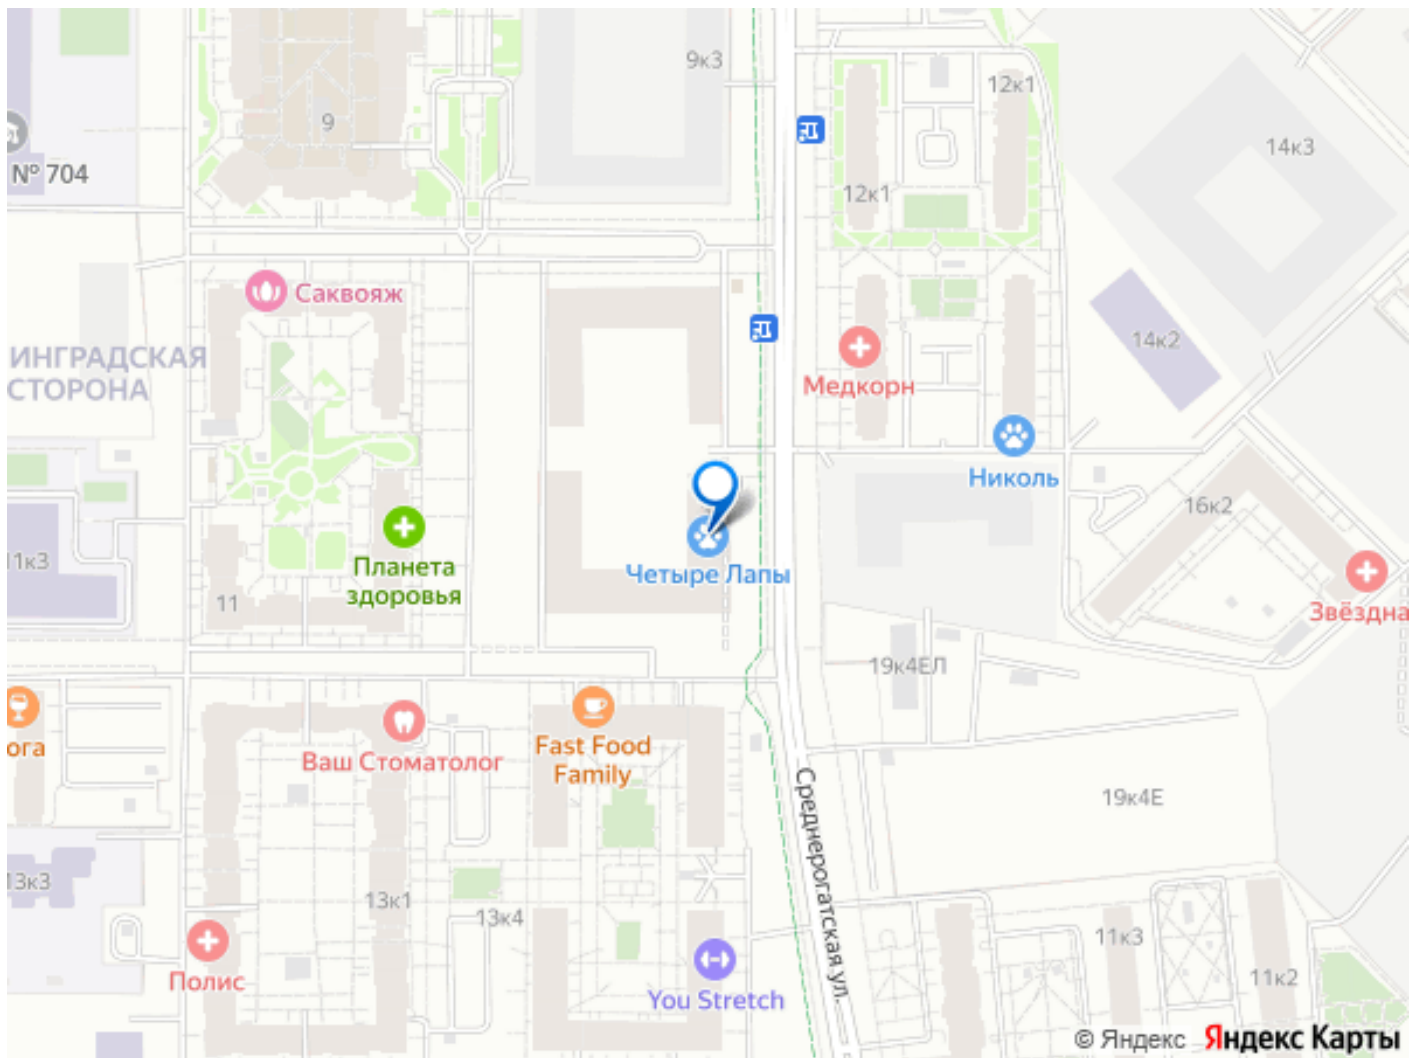 9к3
12к1
9
14к3
№ 704
12к1
Саквояж
14к2
ИНГРАДСКАЯ
СТОРОНА
Медкорн
Николь
16к2
Планета
здоровья
Четыре Лапы
11к3
11
Звёздна
19к4ЕЛ
ога
Ваш Стоматолог
Fast Food
Family
Среднерогатская ул.
19к4Е
13к3
13к1
13к4
11к3
Полис
You Stretch
11к2
© Яндекс Яндекс Карты